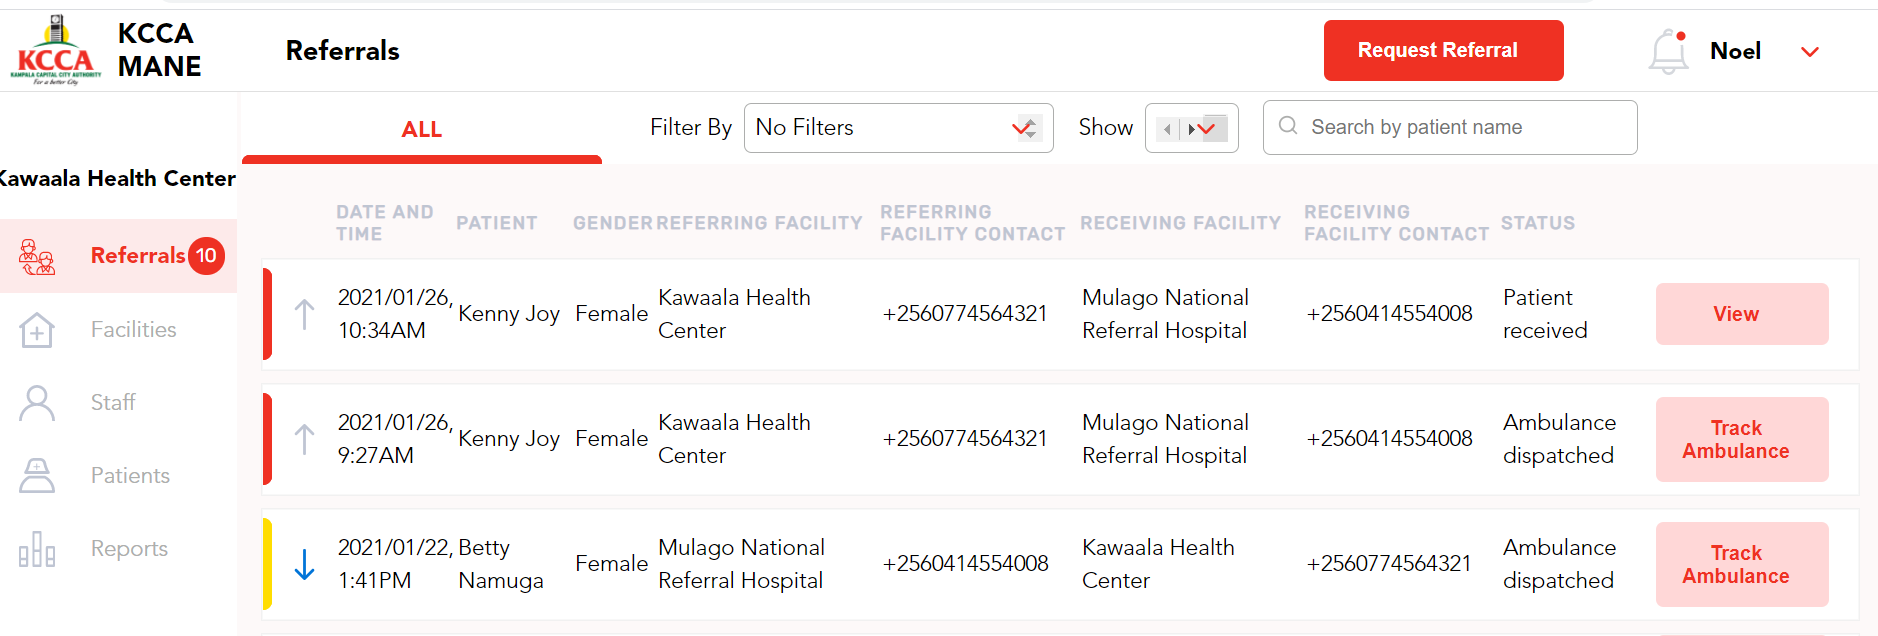 KCCA
KAMPALA CAPITAL CITY AUTHORITY
For a better City
KCCA
MANE
Referrals
Request Referral
Noel
ALL
Filter By
No Filters
Show
Search by patient name
Kawaala Health Center
Referrals 10
Facilities
Staff
Patients
Reports
DATE AND
TIME
PATIENT
GENDER
REFERRING FACILITY
REFERRING
FACILITY CONTACT
RECEIVING FACILITY
RECEIVING
FACILITY CONTACT
STATUS
2021/01/26,
10:34AM
Kenny Joy
Female
Kawaala Health
Center
+2560774564321
Mulago National
Referral Hospital
+2560414554008
Patient
received
View
2021/01/26,
9:27AM
Kenny Joy
Female
Kawaala Health
Center
+2560774564321
Mulago National
Referral Hospital
+2560414554008
Ambulance
dispatched
Track
Ambulance
2021/01/22,
1:41PM
Betty
Namuga
Female
Mulago National
Referral Hospital
+2560414554008
Kawaala Health
Center
+2560774564321
Ambulance
dispatched
Track
Ambulance